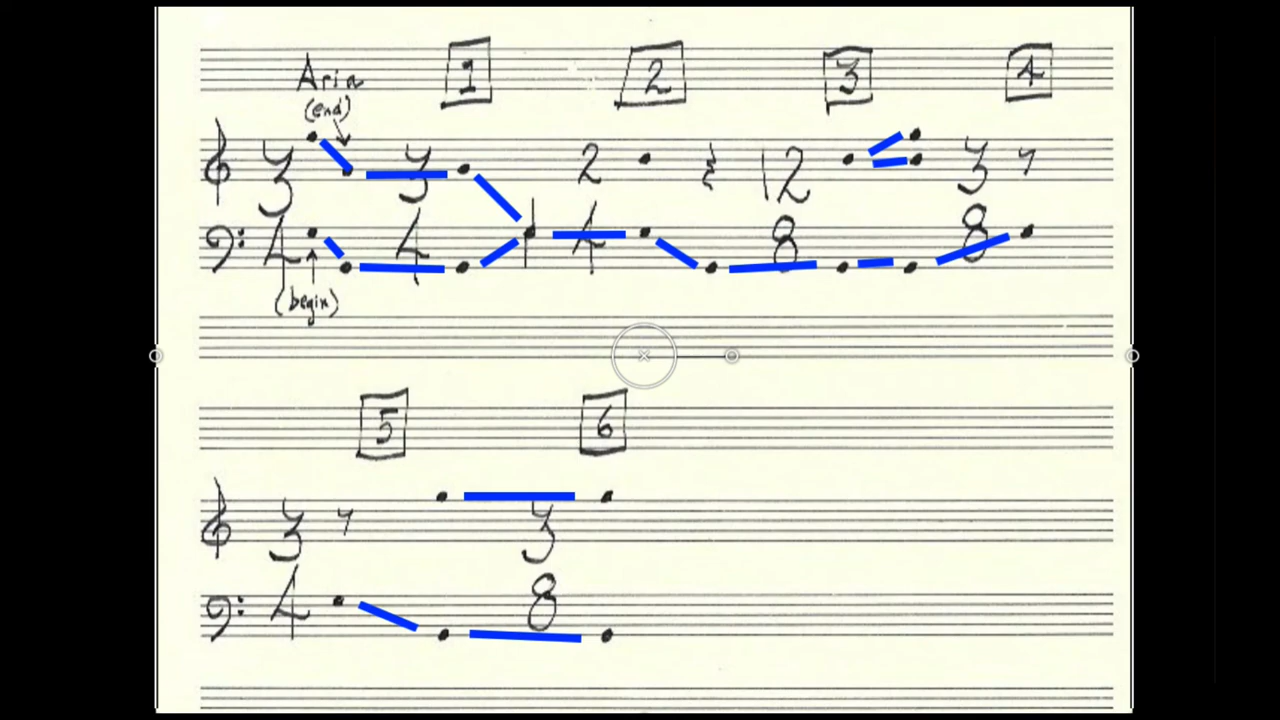 Aria 1 2 3 4
(end)
3 3 2 12 3
4 4 4 8 8
(begin)
5 6
3 3
4 8